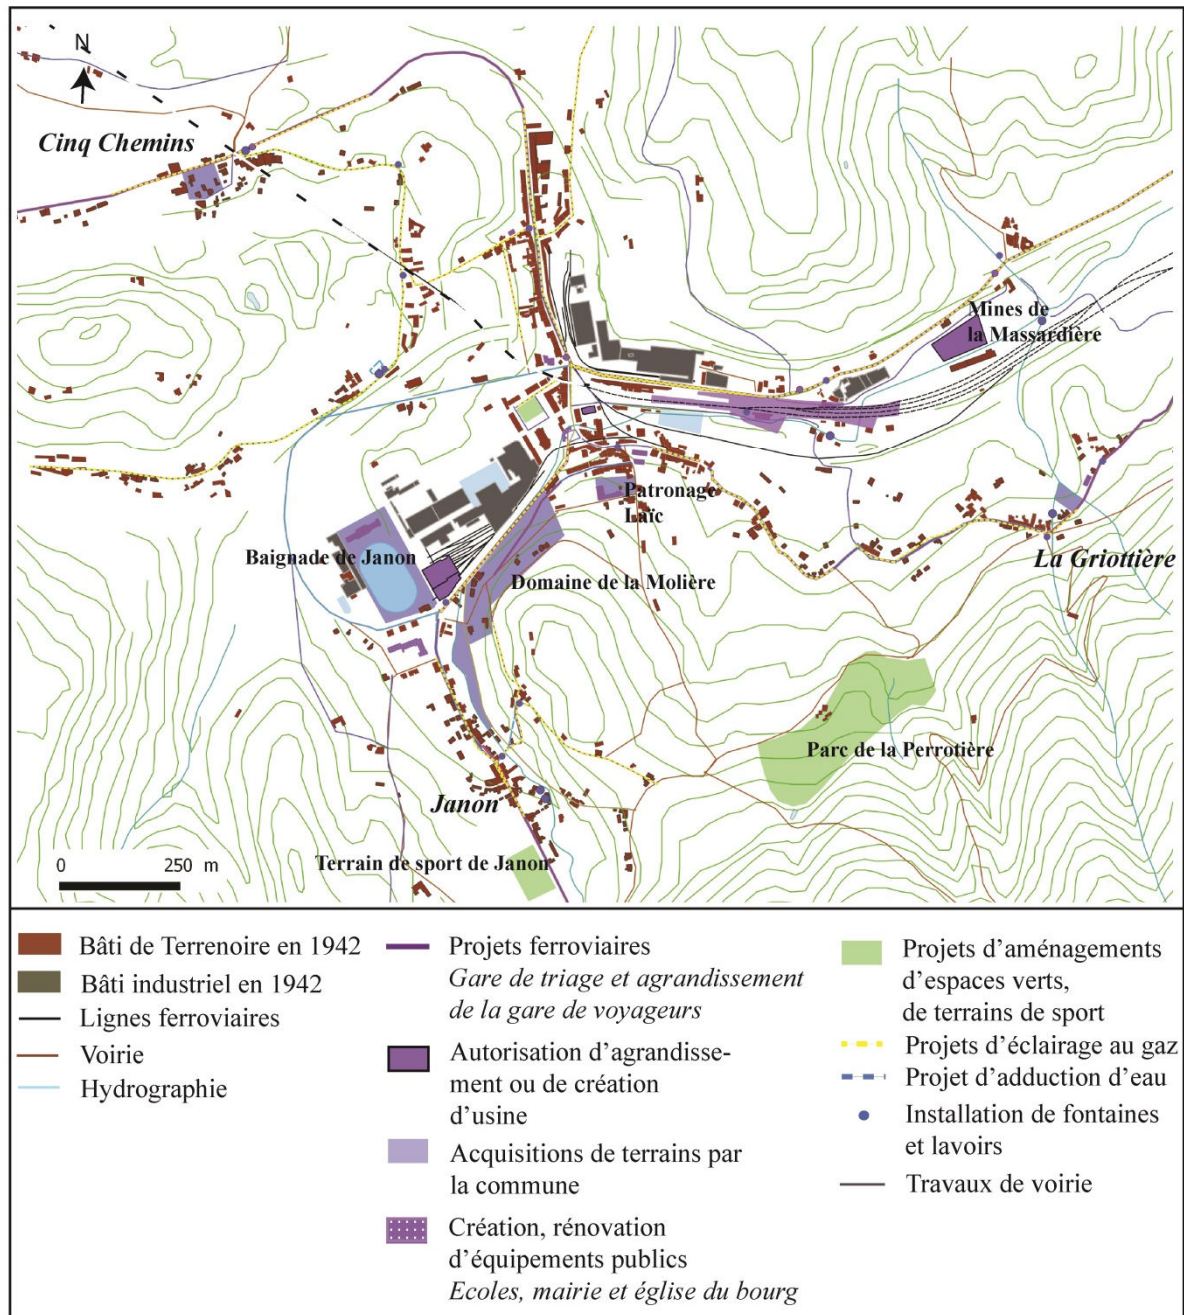 N
Cinq Chemins
Mines de
la Massardière
Patronage
Laïc
Baignade de Janon
Domaine de la Molière
La Griottière
Parc de la Perrotière
Janon
Terrain de sport de Janon
0 250 m
Bâti de Terrenoire en 1942
Bâti industriel en 1942
Lignes ferroviaires
Voirie
Hydrographie
Projets ferroviaires
Gare de triage et agrandissement
de la gare de voyageurs
Autorisation d'agrandisse-
ment ou de création
d'usine
Acquisitions de terrains par
la commune
Création, rénovation
d'équipements publics
Ecoles, mairie et église du bourg
Projets d'aménagements
d'espaces verts,
de terrains de sport
Projets d'éclairage au gaz
Projet d'adduction d'eau
Installation de fontaines
et lavoirs
Travaux de voirie